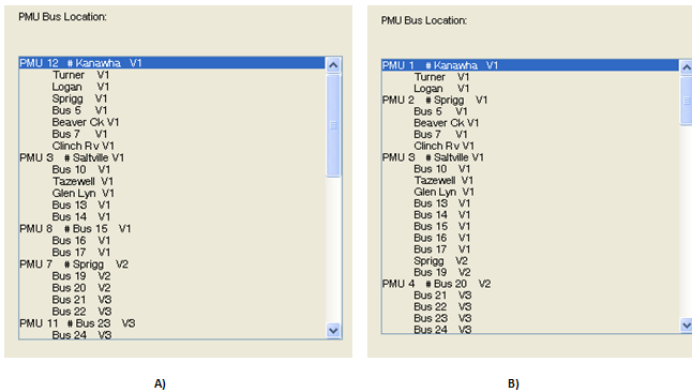 PMU Bus Location:
PMU 12 # Kanawha V1
Turner V1
Logan V1
Sprigg V1
Bus 5 V1
Beaver Ck V1
Bus 7 V1
Clinch Rv V1
PMU 3 # Saltville V1
Bus 10 V1
Tazewell V1
Glen Lyn V1
Bus 13 V1
Bus 14 V1
PMU 8 # Bus 15 V1
Bus 16 V1
Bus 17 V1
PMU 7 # Sprigg V2
Bus 19 V2
Bus 20 V2
Bus 21 V3
Bus 22 V3
PMU 11 # Bus 23 V3
Bus 24 V3
A)
PMU Bus Location:
PMU 1 # Kanawha V1
Turner V1
Logan V1
PMU 2 # Sprigg V1
Bus 5 V1
Beaver Ck V1
Bus 7 V1
Clinch Rv V1
PMU 3 # Saltville V1
Bus 10 V1
Tazewell V1
Glen Lyn V1
Bus 13 V1
Bus 14 V1
Bus 15 V1
Bus 16 V1
Bus 17 V1
Sprigg V2
Bus 19 V2
PMU 4 # Bus 20 V2
Bus 21 V3
Bus 22 V3
Bus 23 V3
Bus 24 V3
B)